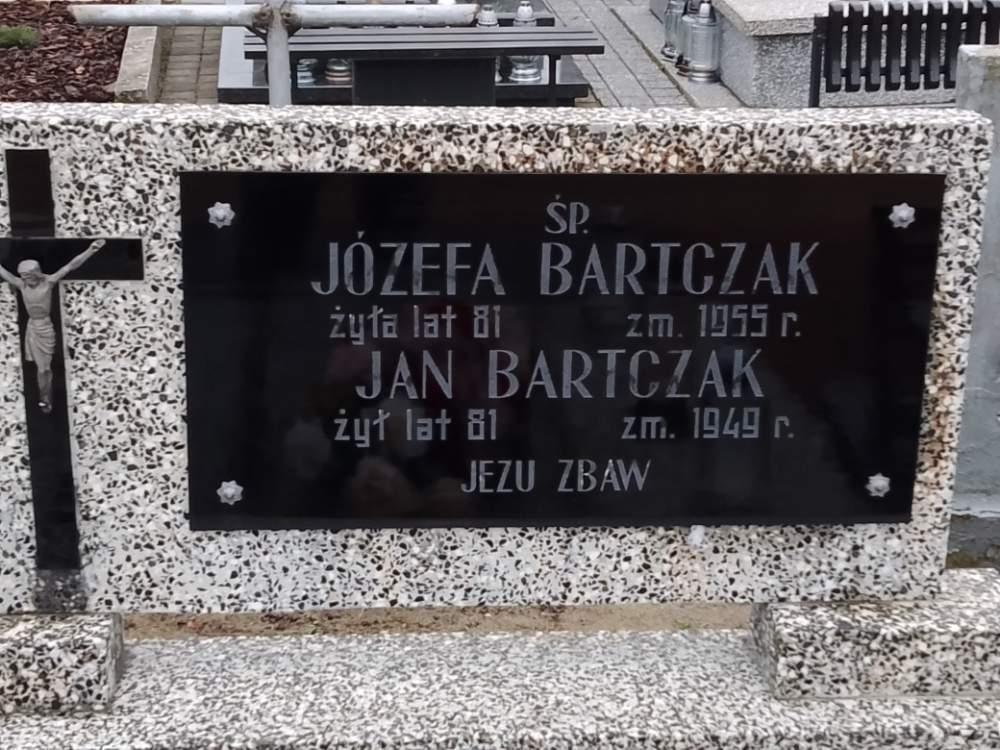 ŚP.
JÓZEFA BARTCZAK
żyła lat 81 zm. 1955 r.
JAN BARTCZAK
żył lat 81 zm. 1949 r.
JEZU ZBAW